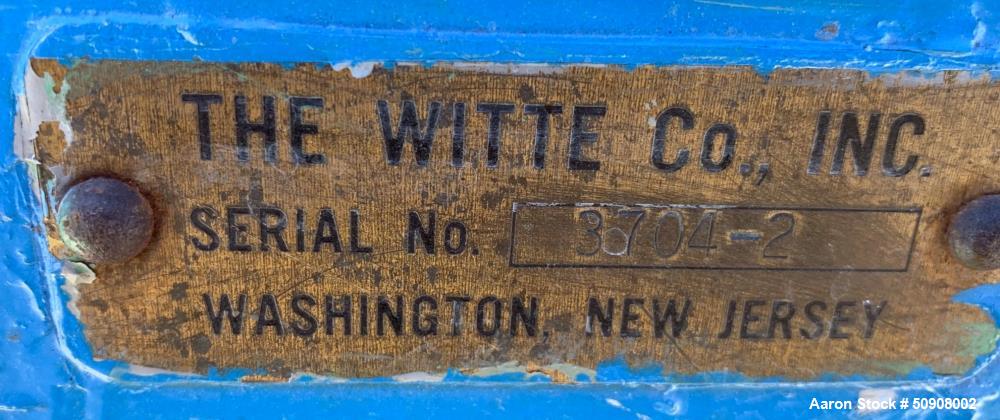 THE WITTE Co., INC.
SERIAL No. 3704-2
WASHINGTON, NEW JERSEY
Aaron Stock # 50908002